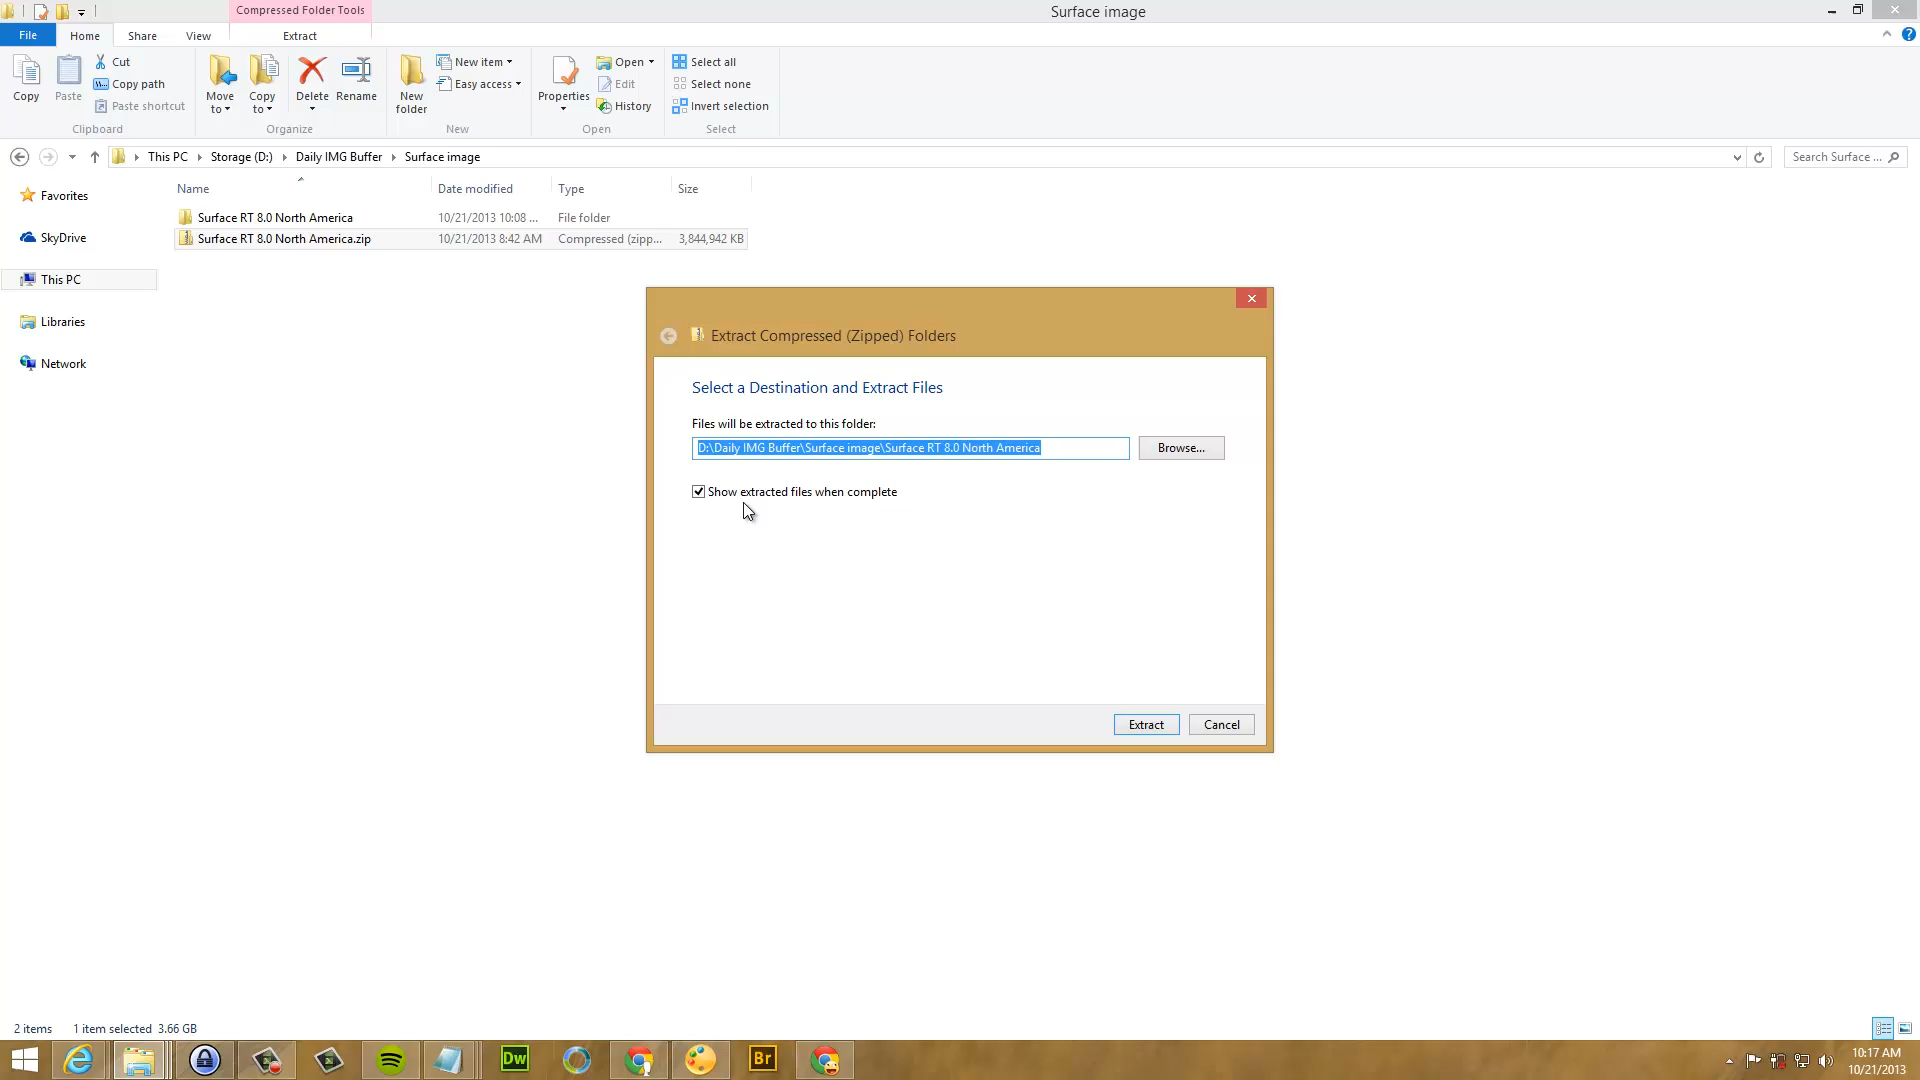 Compressed Folder Tools
Surface image
File Home Share View Extract
Copy
Paste
Cut
Copy path
Paste shortcut
Clipboard
Move to
Copy to
Delete
Rename
Organize
New folder
New item
Easy access
New
Properties
Open
Edit
History
Open
Select all
Select none
Invert selection
Select
This PC Storage (D:) Daily IMG Buffer Surface image
Search Surface ...
Favorites
SkyDrive
This PC
Libraries
Network
Name Date modified Type Size
Surface RT 8.0 North America 10/21/2013 10:08 ... File folder
Surface RT 8.0 North America.zip 10/21/2013 8:42 AM Compressed (zipp... 3,844,942 KB
Extract Compressed (Zipped) Folders
Select a Destination and Extract Files
Files will be extracted to this folder:
D:\Daily IMG Buffer\Surface image\Surface RT 8.0 North America
Browse...
Show extracted files when complete
Extract Cancel
2 items 1 item selected 3.66 GB
Dw
Br
10:17 AM
10/21/2013